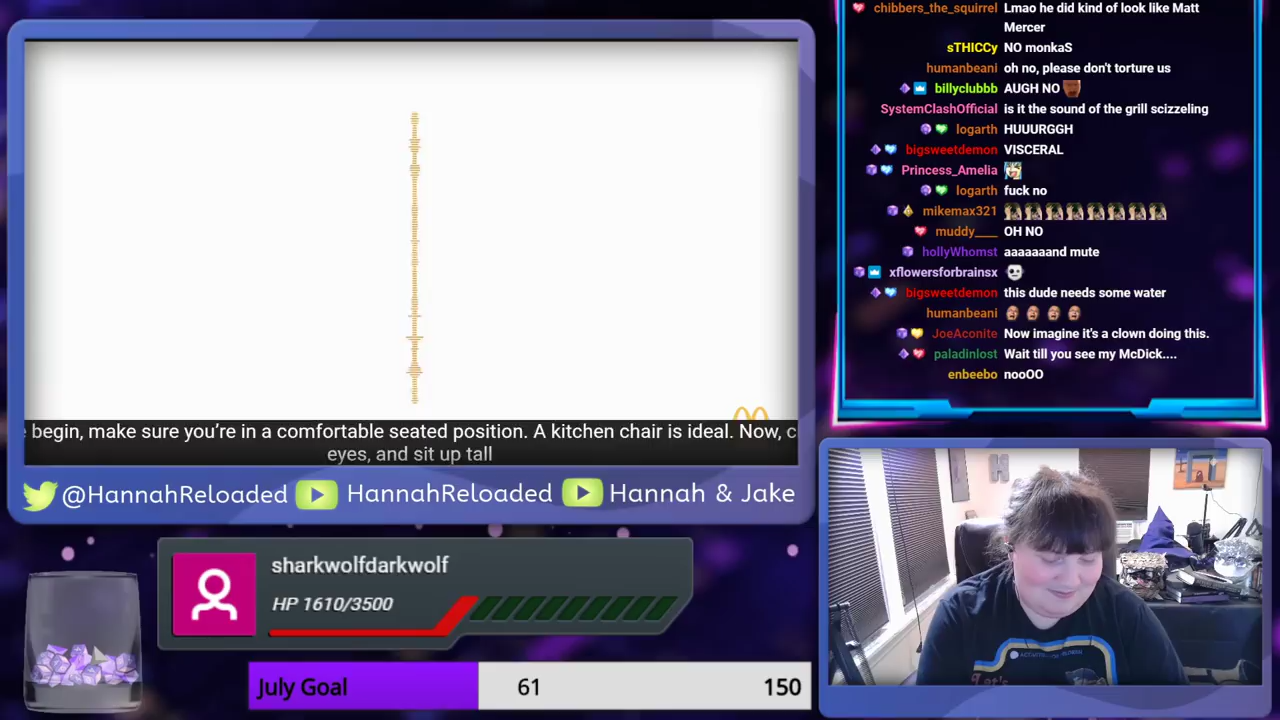 chibbers_the_squirrel Lmao he did kind of look like Matt
Mercer
sTHICCy NO monkaS
humanbeani oh no, please don't torture us
billyclubbb AUGH NO
SystemClashOfficial is it the sound of the grill scizzeling
logarth HUUURGGH
bigsweetdemon VISCERAL
Princess_Amelia
logarth fuck no
mikemax321
muddy____ OH NO
hollyWhomst aaaaaaand mute
xflowersforbrainsx
bigsweetdemon this dude needs some water
humanbeani
JoeAconite Now imagine it's a clown doing this.
paladinlost Wait till you see my McDick....
enbeebo nooOO
begin, make sure you're in a comfortable seated position. A kitchen chair is ideal. Now,
eyes, and sit up tall
@HannahReloaded HannahReloaded Hannah & Jake
sharkwolfdarkwolf
HP 1610/3500
July Goal 61 150
Let's